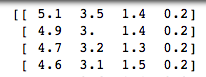 [[ 5.1  3.5  1.4  0.2]
[ 4.9  3.   1.4  0.2]
[ 4.7  3.2  1.3  0.2]
[ 4.6  3.1  1.5  0.2]